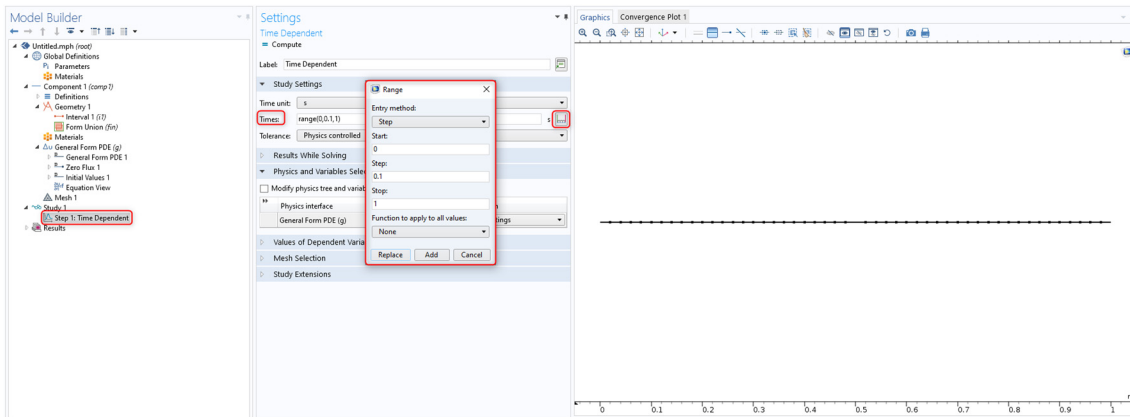 Model Builder
Untitled.mph (root)
Global Definitions
Pi Parameters
Materials
Component 1 (comp1)
Definitions
Geometry 1
Interval 1 (i1)
Form Union (fin)
Materials
Δu General Form PDE (g)
General Form PDE 1
Zero Flux 1
Initial Values 1
Equation View
Mesh 1
Study 1
Step 1: Time Dependent
Results
Settings
Time Dependent
= Compute
Label: Time Dependent
Study Settings
Time unit: s
Times: range(0,0.1,1) s
Tolerance: Physics controlled
Results While Solving
Physics and Variables Selec
Modify physics tree and variab
Physics interface
General Form PDE (g) ttings
Values of Dependent Varia
Mesh Selection
Study Extensions
Range
Entry method:
Step
Start:
0
Step:
0.1
Stop:
1
Function to apply to all values:
None
Replace Add Cancel
Graphics Convergence Plot 1
0 0.1 0.2 0.3 0.4 0.5 0.6 0.7 0.8 0.9 1